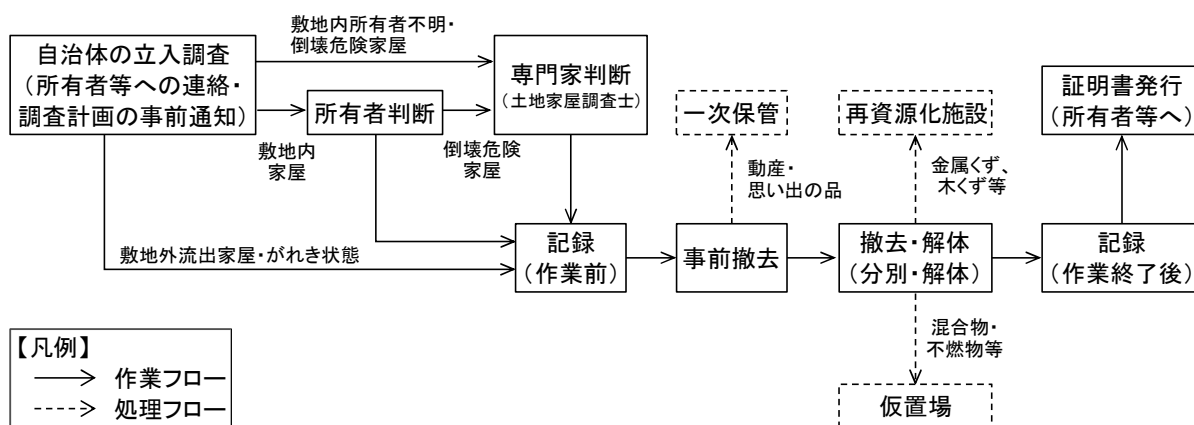 敷地内所有者不明・
倒壊危険家屋
自治体の立入調査
(所有者等への連絡・
調査計画の事前通知)
所有者判断
専門家判断
(土地家屋調査士)
敷地内
家屋
倒壊危険
家屋
敷地外流出家屋・がれき状態
記録
(作業前)
事前撤去
一次保管
動産・
思い出の品
撤去・解体
(分別・解体)
再資源化施設
金属くず、
木くず等
混合物・
不燃物等
仮置場
記録
(作業終了後)
証明書発行
(所有者等へ)
【凡例】
作業フロー
処理フロー